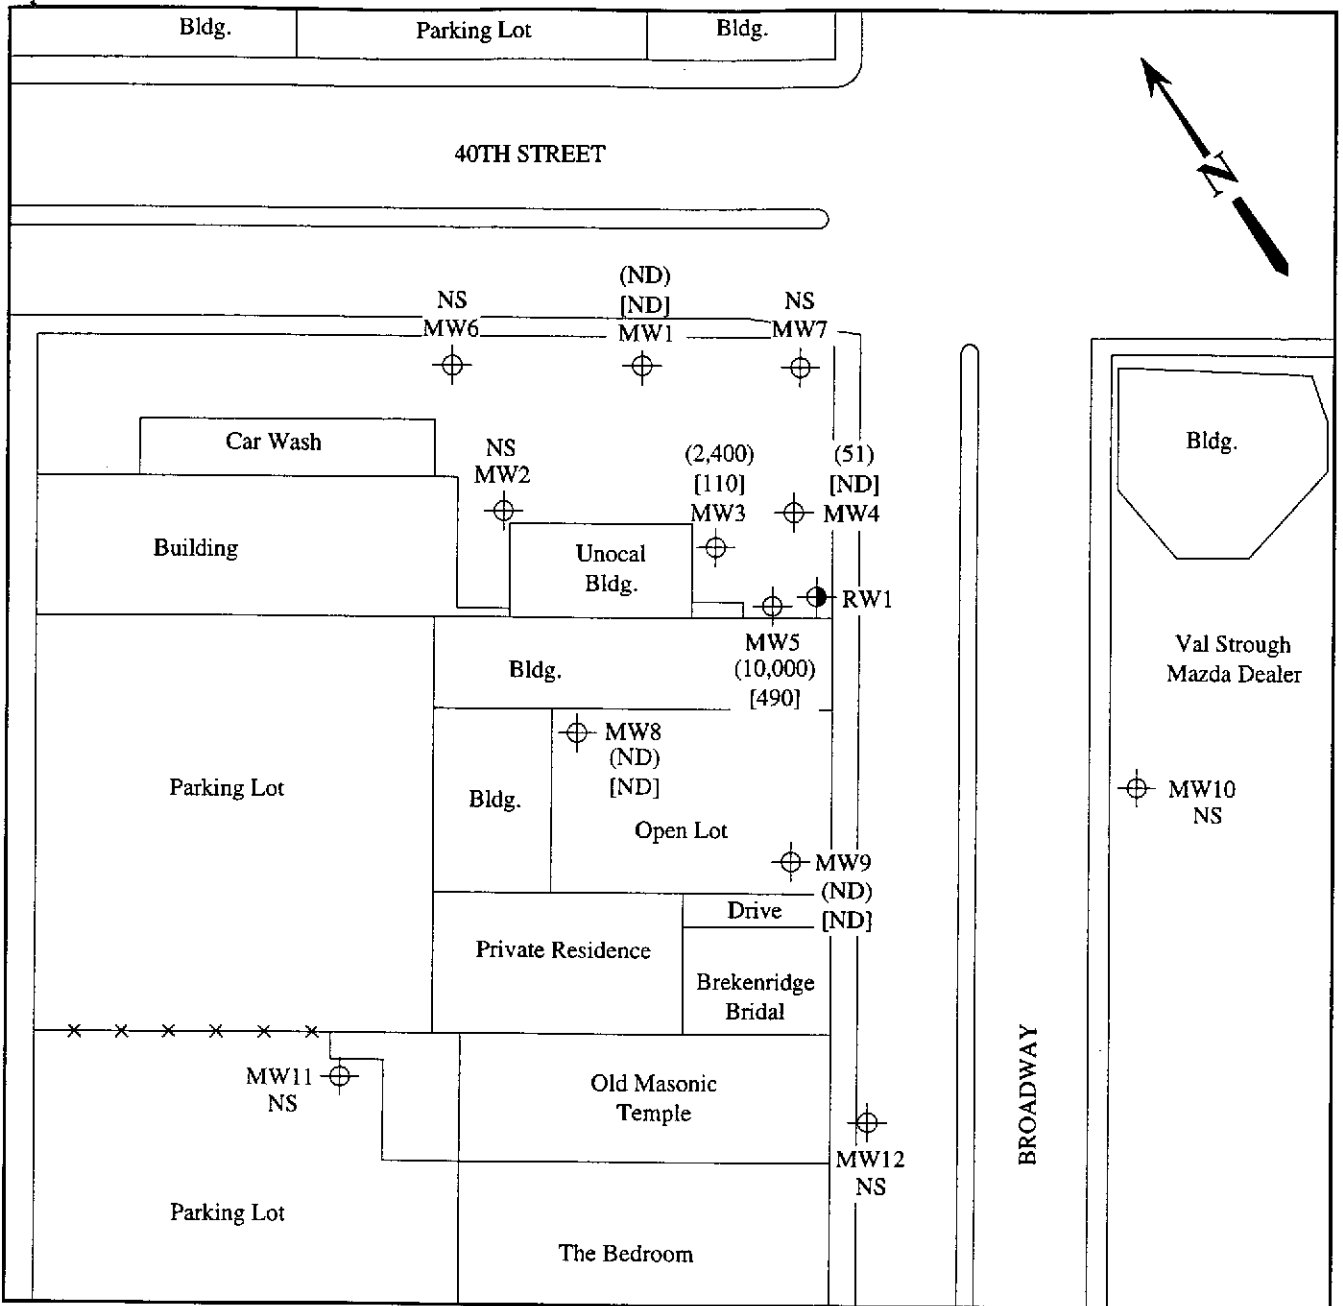 Bldg.
Parking Lot
Bldg.
40TH STREET
N
NS
MW6
(ND)
[ND]
MW1
NS
MW7
Car Wash
NS
MW2
(2,400)
[110]
MW3
(51)
[ND]
MW4
Bldg.
Building
Unocal
Bldg.
RW1
MW5
(10,000)
[490]
Bldg.
Val Strough
Mazda Dealer
MW8
(ND)
[ND]
Parking Lot
Bldg.
Open Lot
MW10
NS
MW9
(ND)
[ND]
Drive
Private Residence
Brekenridge
Bridal
MW11
NS
Old Masonic
Temple
BROADWAY
MW12
NS
Parking Lot
The Bedroom